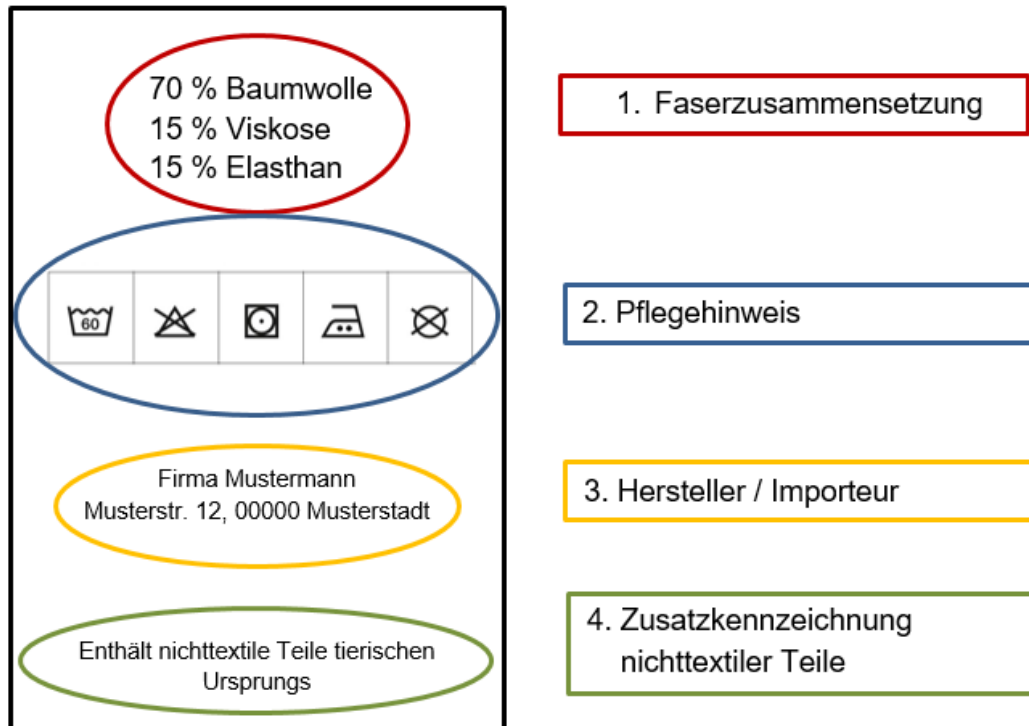 70 % Baumwolle
15 % Viskose
15 % Elasthan
1. Faserzusammensetzung
60
2. Pflegehinweis
Firma Mustermann
Musterstr. 12, 00000 Musterstadt
3. Hersteller / Importeur
Enthält nichttextile Teile tierischen
Ursprungs
4. Zusatzkennzeichnung
nichttextiler Teile